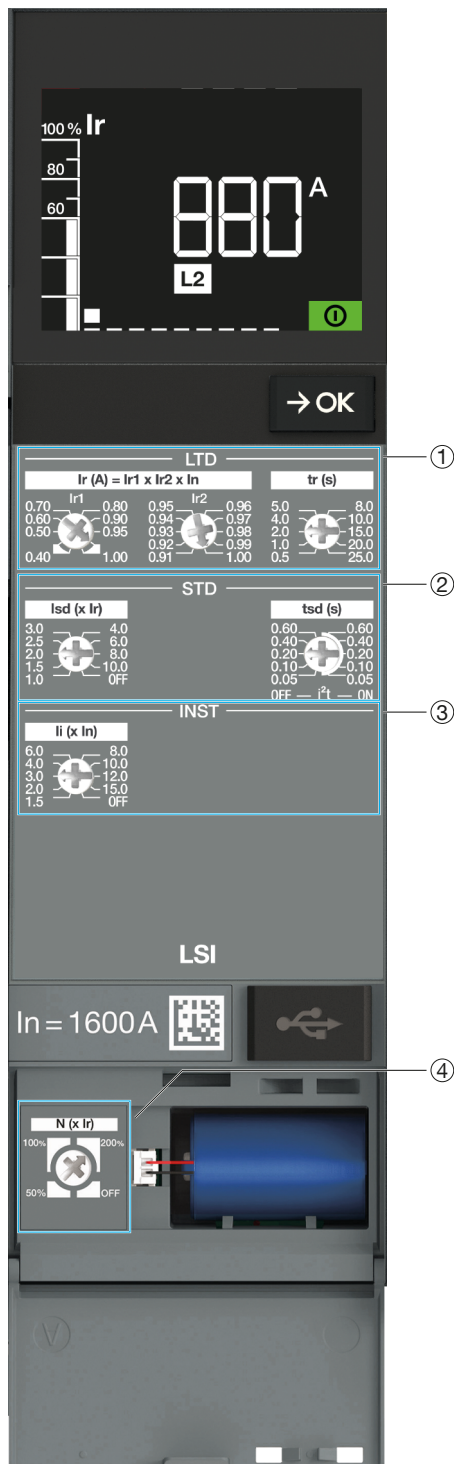 100 % Ir
80
60
880 A
L2
→ OK
1
LTD
Ir (A) = Ir1 x Ir2 x In
tr (s)
Ir1
Ir2
0.70 0.80 0.95 0.96 5.0 8.0
0.60 0.90 0.94 0.97 4.0 10.0
0.50 0.95 0.93 0.98 2.0 15.0
0.92 0.99 1.0 20.0
0.40 1.00 0.91 1.00 0.5 25.0
2
STD
Isd (x Ir)
tsd (s)
3.0 4.0 0.60 0.60
2.5 6.0 0.40 0.40
2.0 8.0 0.20 0.20
1.5 10.0 0.10 0.10
1.0 OFF 0.05 0.05
OFF — i²t — ON
3
INST
Ii (x In)
6.0 8.0
4.0 10.0
3.0 12.0
2.0 15.0
1.5 OFF
LSI
In = 1600 A
4
N (x Ir)
100% 200%
50% OFF